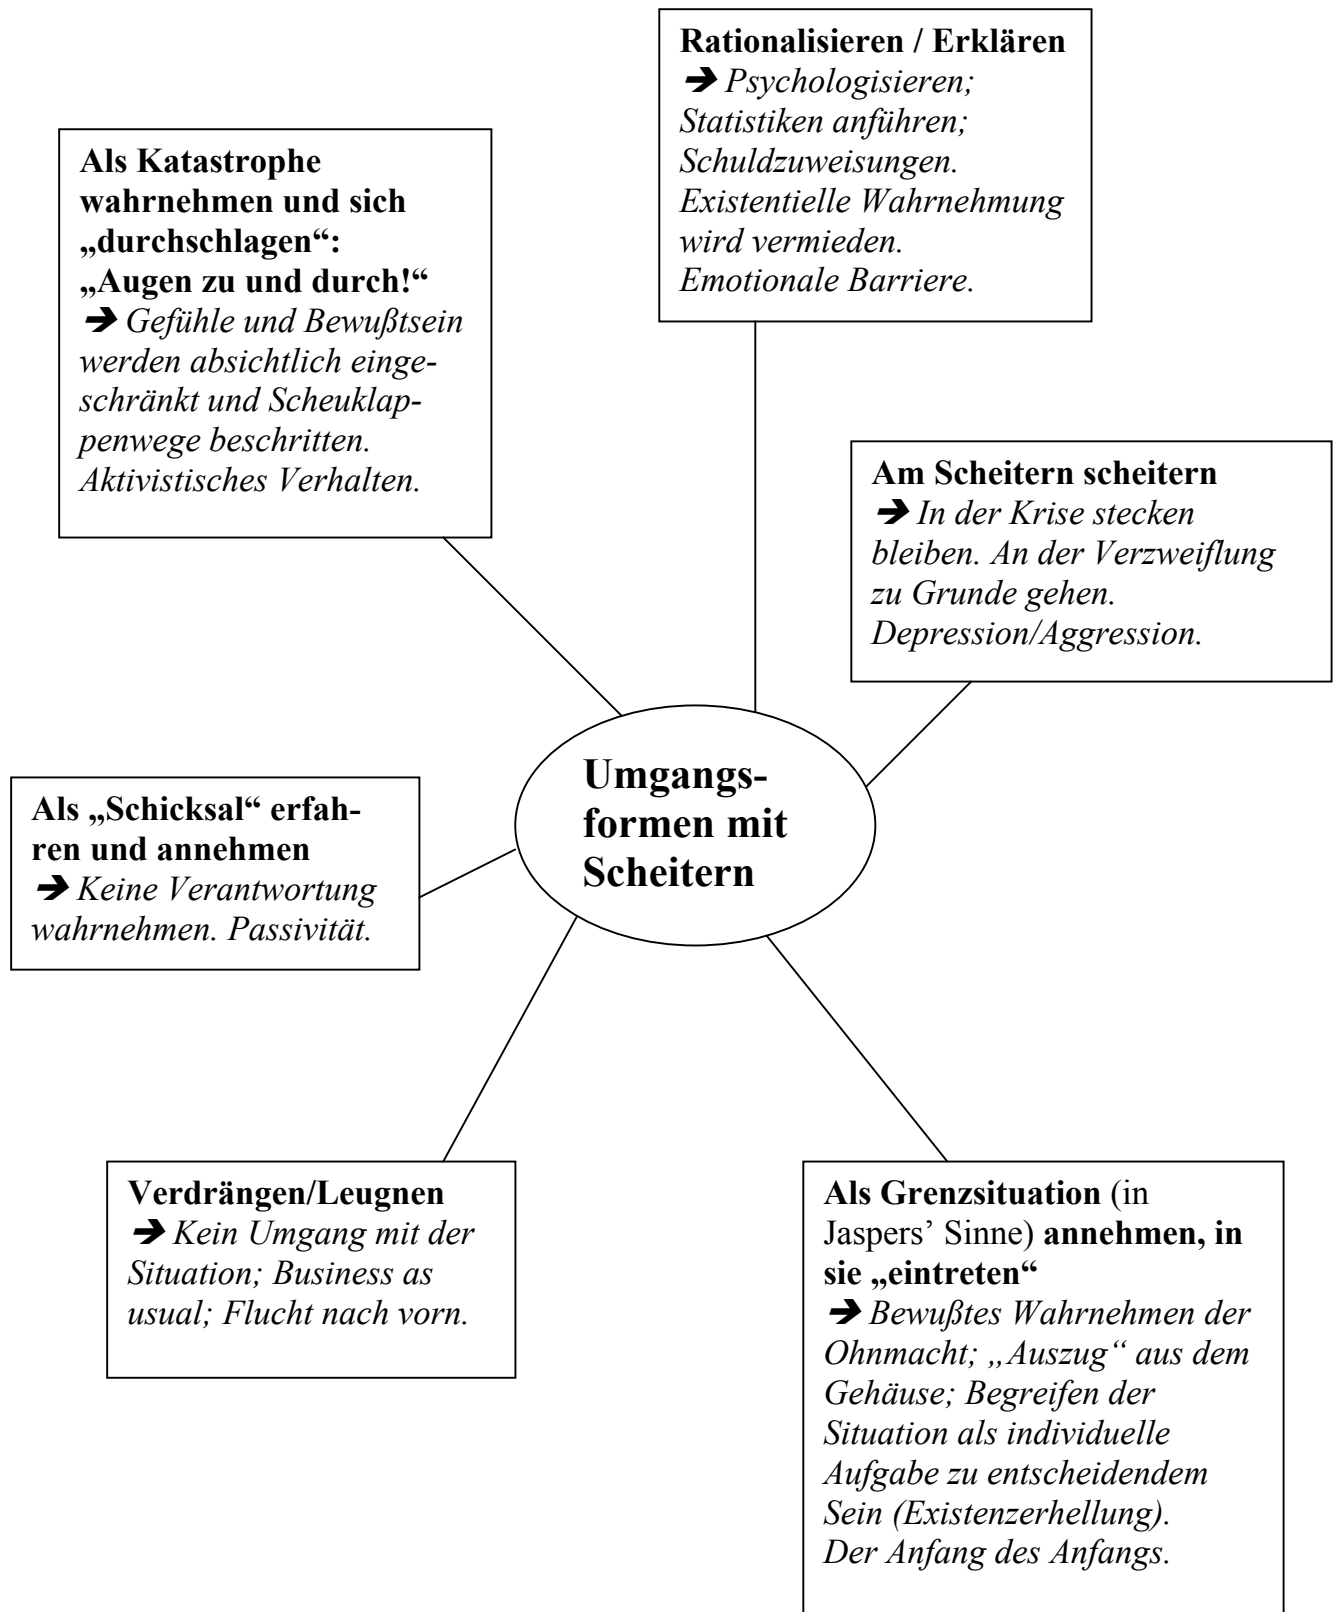 Rationalisieren / Erklären
➔ Psychologisieren;
Statistiken anführen;
Schuldzuweisungen.
Existentielle Wahrnehmung
wird vermieden.
Emotionale Barriere.
Als Katastrophe
wahrnehmen und sich
„durchschlagen“:
„Augen zu und durch!“
➔ Gefühle und Bewußtsein
werden absichtlich einge-
schränkt und Scheuklap-
penwege beschritten.
Aktivistisches Verhalten.
Am Scheitern scheitern
➔ In der Krise stecken
bleiben. An der Verzweiflung
zu Grunde gehen.
Depression/Aggression.
Umgangs-
formen mit
Scheitern
Als „Schicksal“ erfah-
ren und annehmen
➔ Keine Verantwortung
wahrnehmen. Passivität.
Verdrängen/Leugnen
➔ Kein Umgang mit der
Situation; Business as
usual; Flucht nach vorn.
Als Grenzsituation (in
Jaspers’ Sinne) annehmen, in
sie „eintreten“
➔ Bewußtes Wahrnehmen der
Ohnmacht; „Auszug“ aus dem
Gehäuse; Begreifen der
Situation als individuelle
Aufgabe zu entscheidendem
Sein (Existenzerhellung).
Der Anfang des Anfangs.